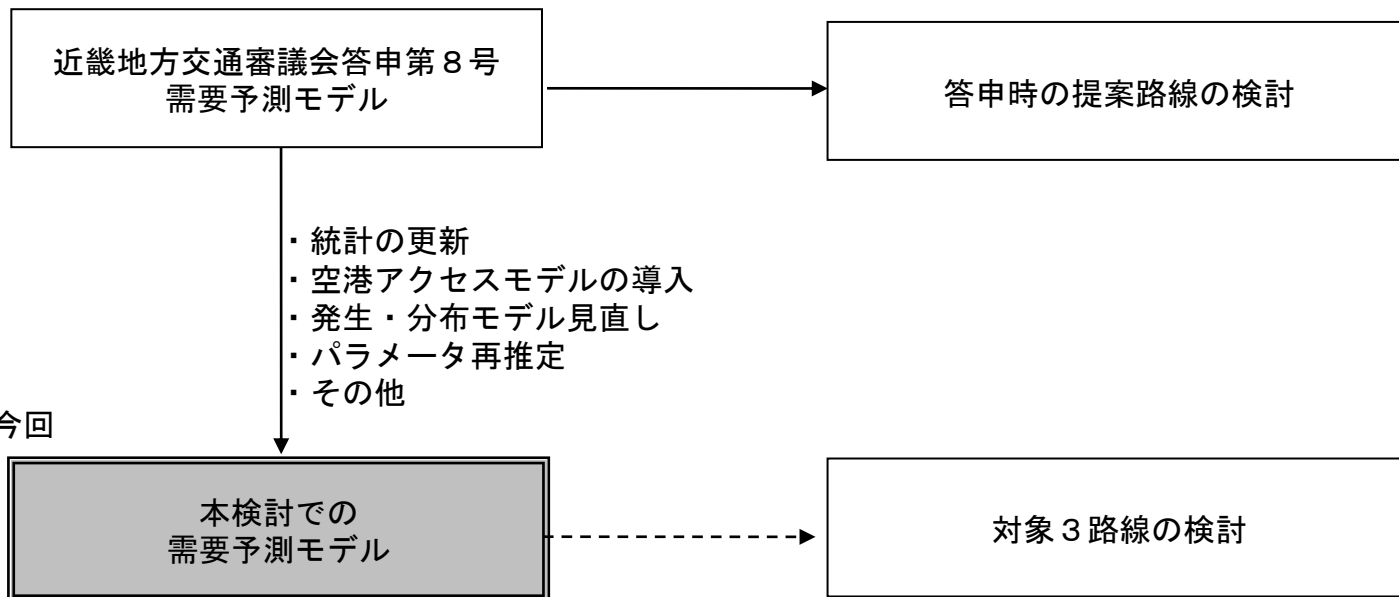 近畿地方交通審議会答申第８号
需要予測モデル
答申時の提案路線の検討
・統計の更新
・空港アクセスモデルの導入
・発生・分布モデル見直し
・パラメータ再推定
・その他
今回
本検討での
需要予測モデル
対象３路線の検討